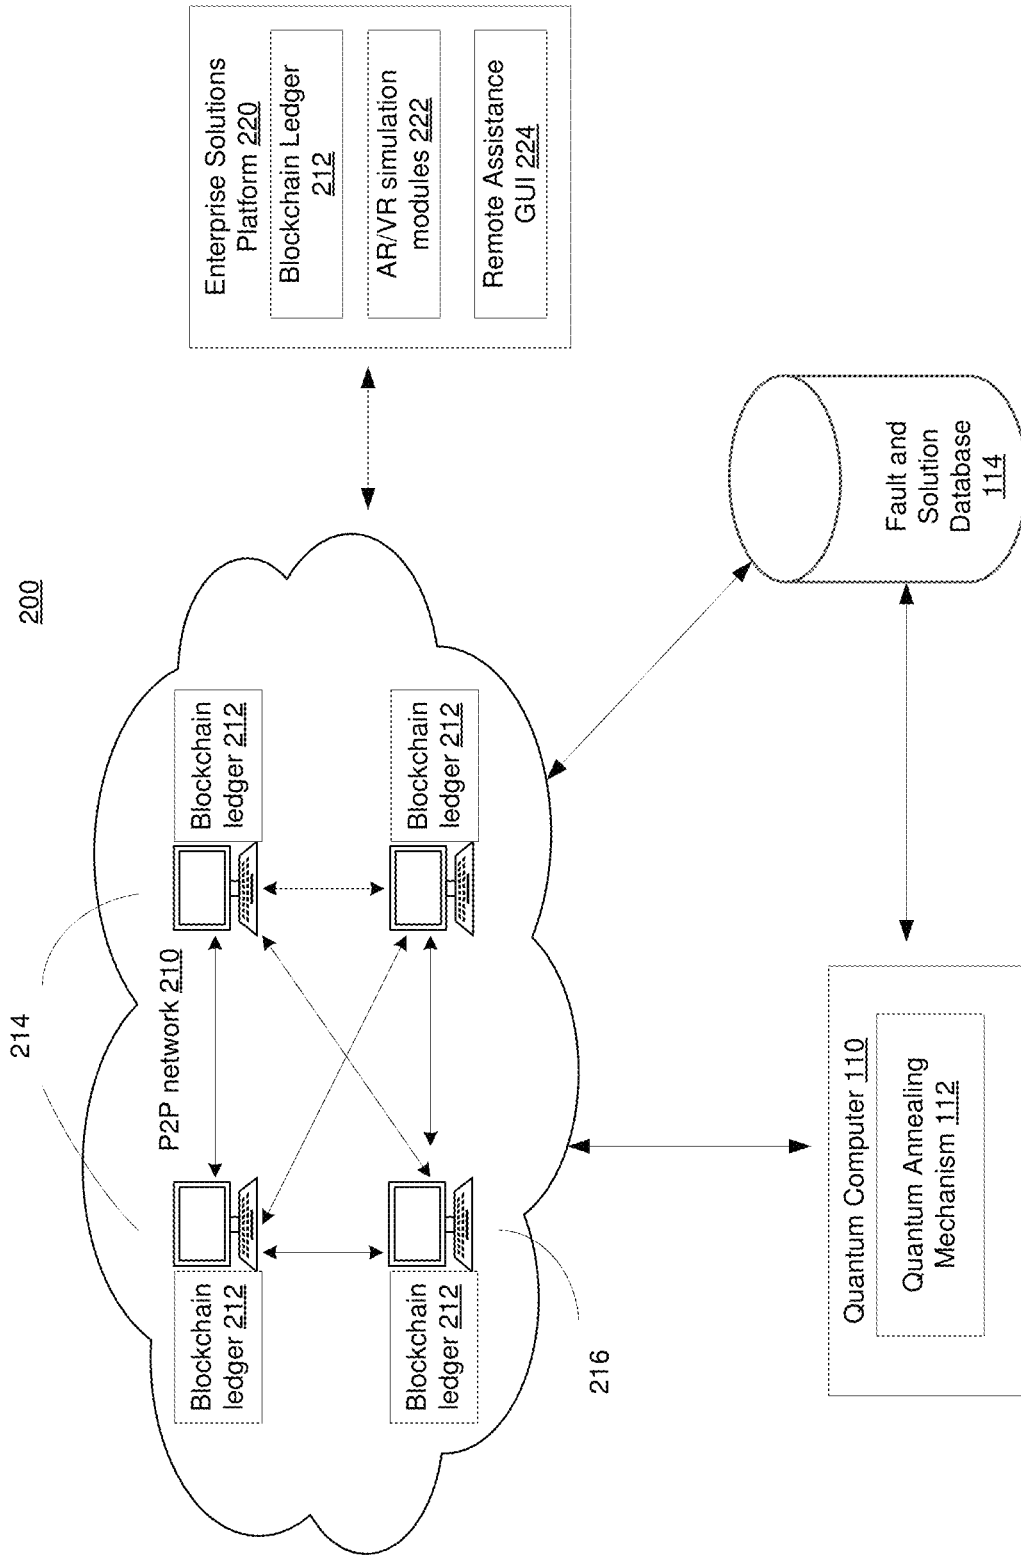 200
214
P2P network 210
Blockchain
ledger 212
Blockchain
ledger 212
Blockchain
ledger 212
Blockchain
ledger 212
216
Enterprise Solutions
Platform 220
Blockchain Ledger
212
AR/VR simulation
modules 222
Remote Assistance
GUI 224
Quantum Computer 110
Quantum Annealing
Mechanism 112
Fault and
Solution
Database
114